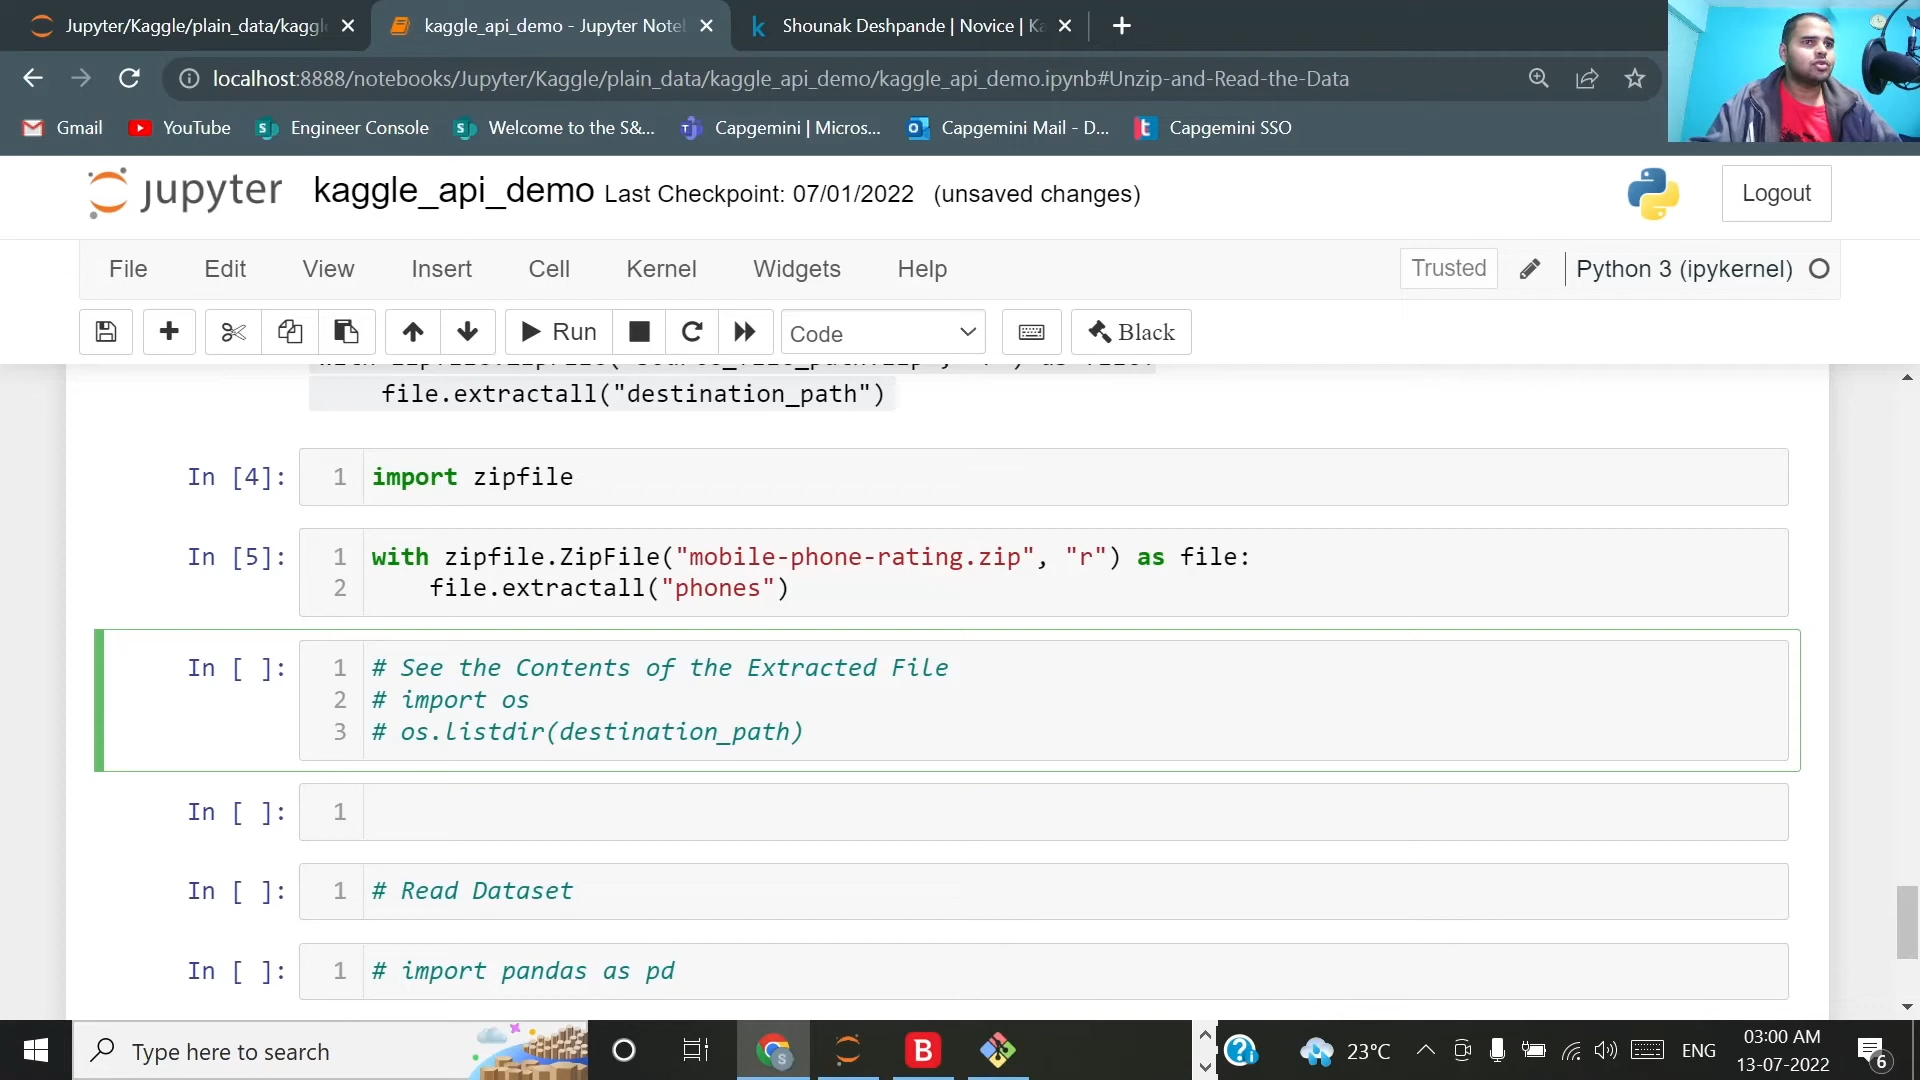 Jupyter/Kaggle/plain_data/kaggl
kaggle_api_demo - Jupyter Note
Shounak Deshpande | Novice | Ka
localhost:8888/notebooks/Jupyter/Kaggle/plain_data/kaggle_api_demo/kaggle_api_demo.ipynb#Unzip-and-Read-the-Data
Gmail YouTube Engineer Console Welcome to the S&... Capgemini | Micros... Capgemini Mail - D... Capgemini SSO
jupyter kaggle_api_demo Last Checkpoint: 07/01/2022 (unsaved changes)
Logout
File Edit View Insert Cell Kernel Widgets Help
Trusted Python 3 (ipykernel)
Run Code Black
file.extractall("destination_path")
In [4]: 1 import zipfile
In [5]: 1 with zipfile.ZipFile("mobile-phone-rating.zip", "r") as file:
2 file.extractall("phones")
In [ ]: 1 # See the Contents of the Extracted File
2 # import os
3 # os.listdir(destination_path)
In [ ]: 1
In [ ]: 1 # Read Dataset
In [ ]: 1 # import pandas as pd
Type here to search
23°C
ENG
03:00 AM
13-07-2022
6